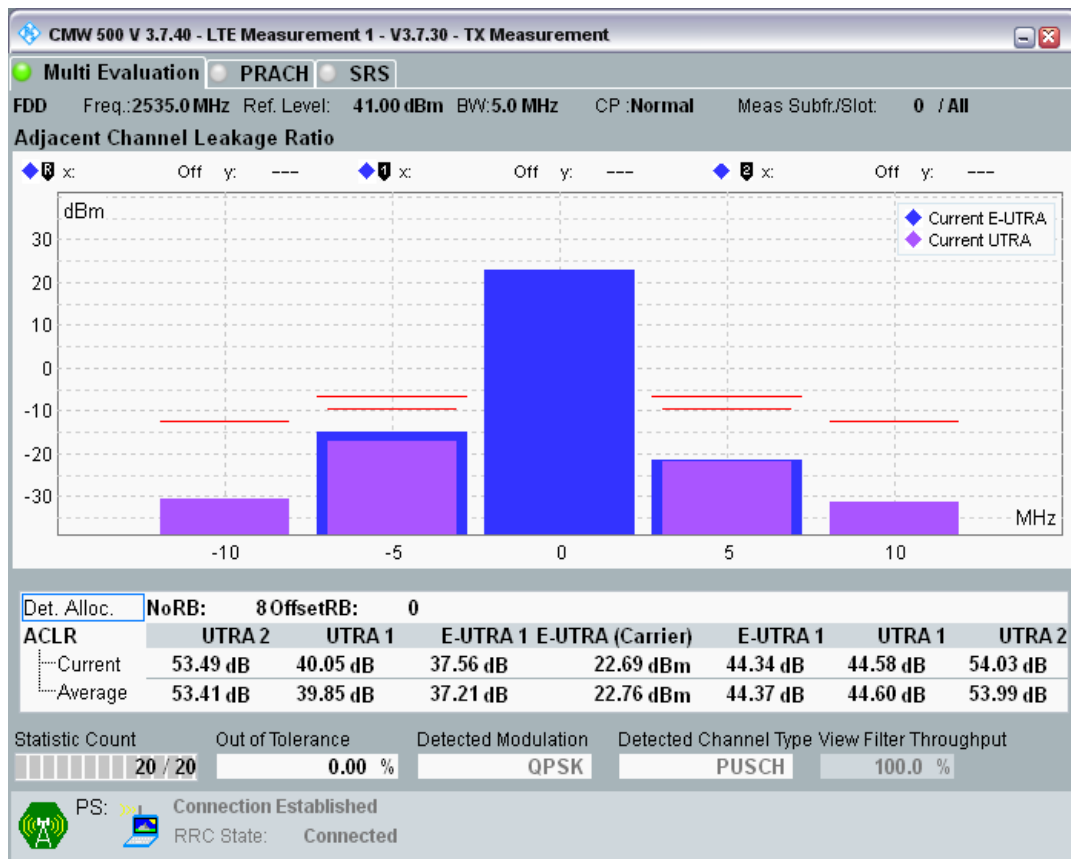 CMW 500 V 3.7.40 - LTE Measurement 1 - V3.7.30 - TX Measurement
Multi Evaluation PRACH SRS
FDD Freq.:2535.0 MHz Ref. Level: 41.00 dBm BW:5.0 MHz CP :Normal Meas Subfr./Slot: 0 / All
Adjacent Channel Leakage Ratio
R x: Off y: --- 1 x: Off y: --- 2 x: Off y: ---
dBm
Current E-UTRA
Current UTRA
30
20
10
0
-10
-20
-30
MHz
-10 -5 0 5 10
Det. Alloc. NoRB: 8 OffsetRB: 0
ACLR UTRA 2 UTRA 1 E-UTRA 1 E-UTRA (Carrier) E-UTRA 1 UTRA 1 UTRA 2
Current 53.49 dB 40.05 dB 37.56 dB 22.69 dBm 44.34 dB 44.58 dB 54.03 dB
Average 53.41 dB 39.85 dB 37.21 dB 22.76 dBm 44.37 dB 44.60 dB 53.99 dB
Statistic Count Out of Tolerance Detected Modulation Detected Channel Type View Filter Throughput
20 / 20 0.00 % QPSK PUSCH 100.0 %
PS: Connection Established
RRC State: Connected